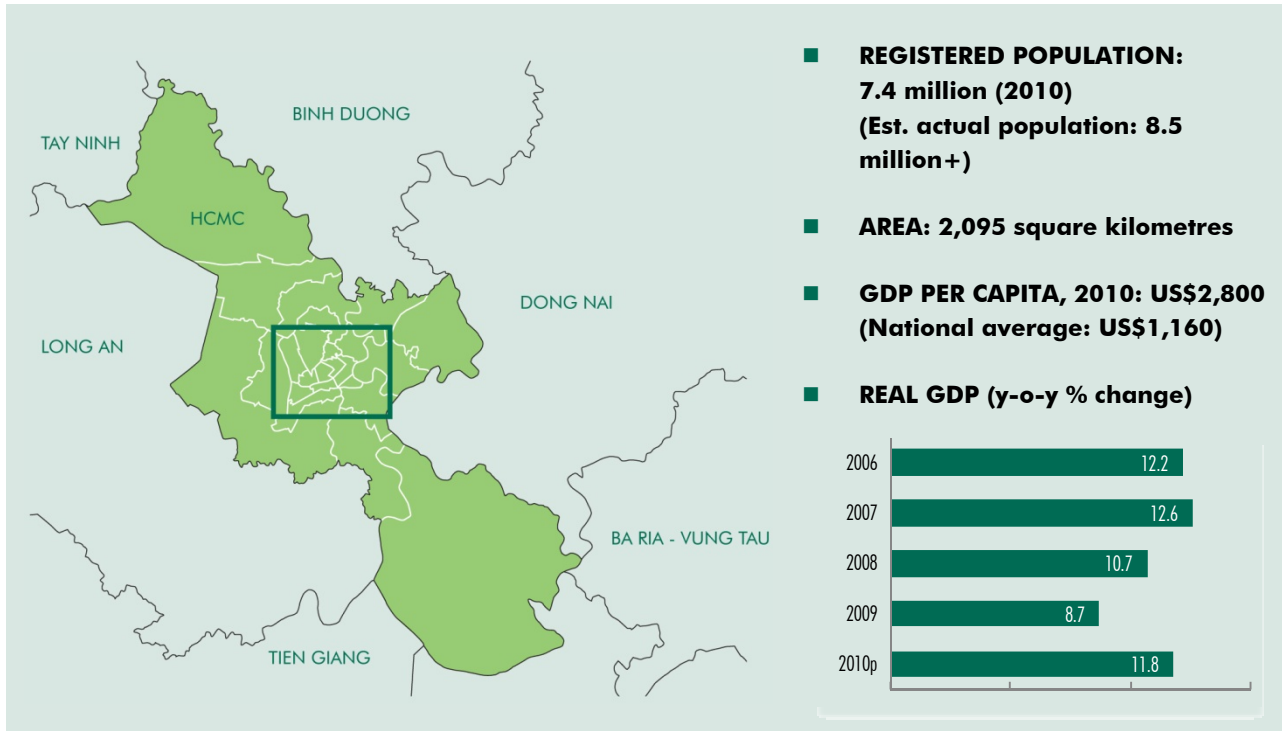 BINH DUONG
TAY NINH
HCMC
DONG NAI
LONG AN
BA RIA - VUNG TAU
TIEN GIANG
REGISTERED POPULATION:
7.4 million (2010)
(Est. actual population: 8.5
million+)
AREA: 2,095 square kilometres
GDP PER CAPITA, 2010: US$2,800
(National average: US$1,160)
REAL GDP (y-o-y % change)
2006 12.2
2007 12.6
2008 10.7
2009 8.7
2010p 11.8